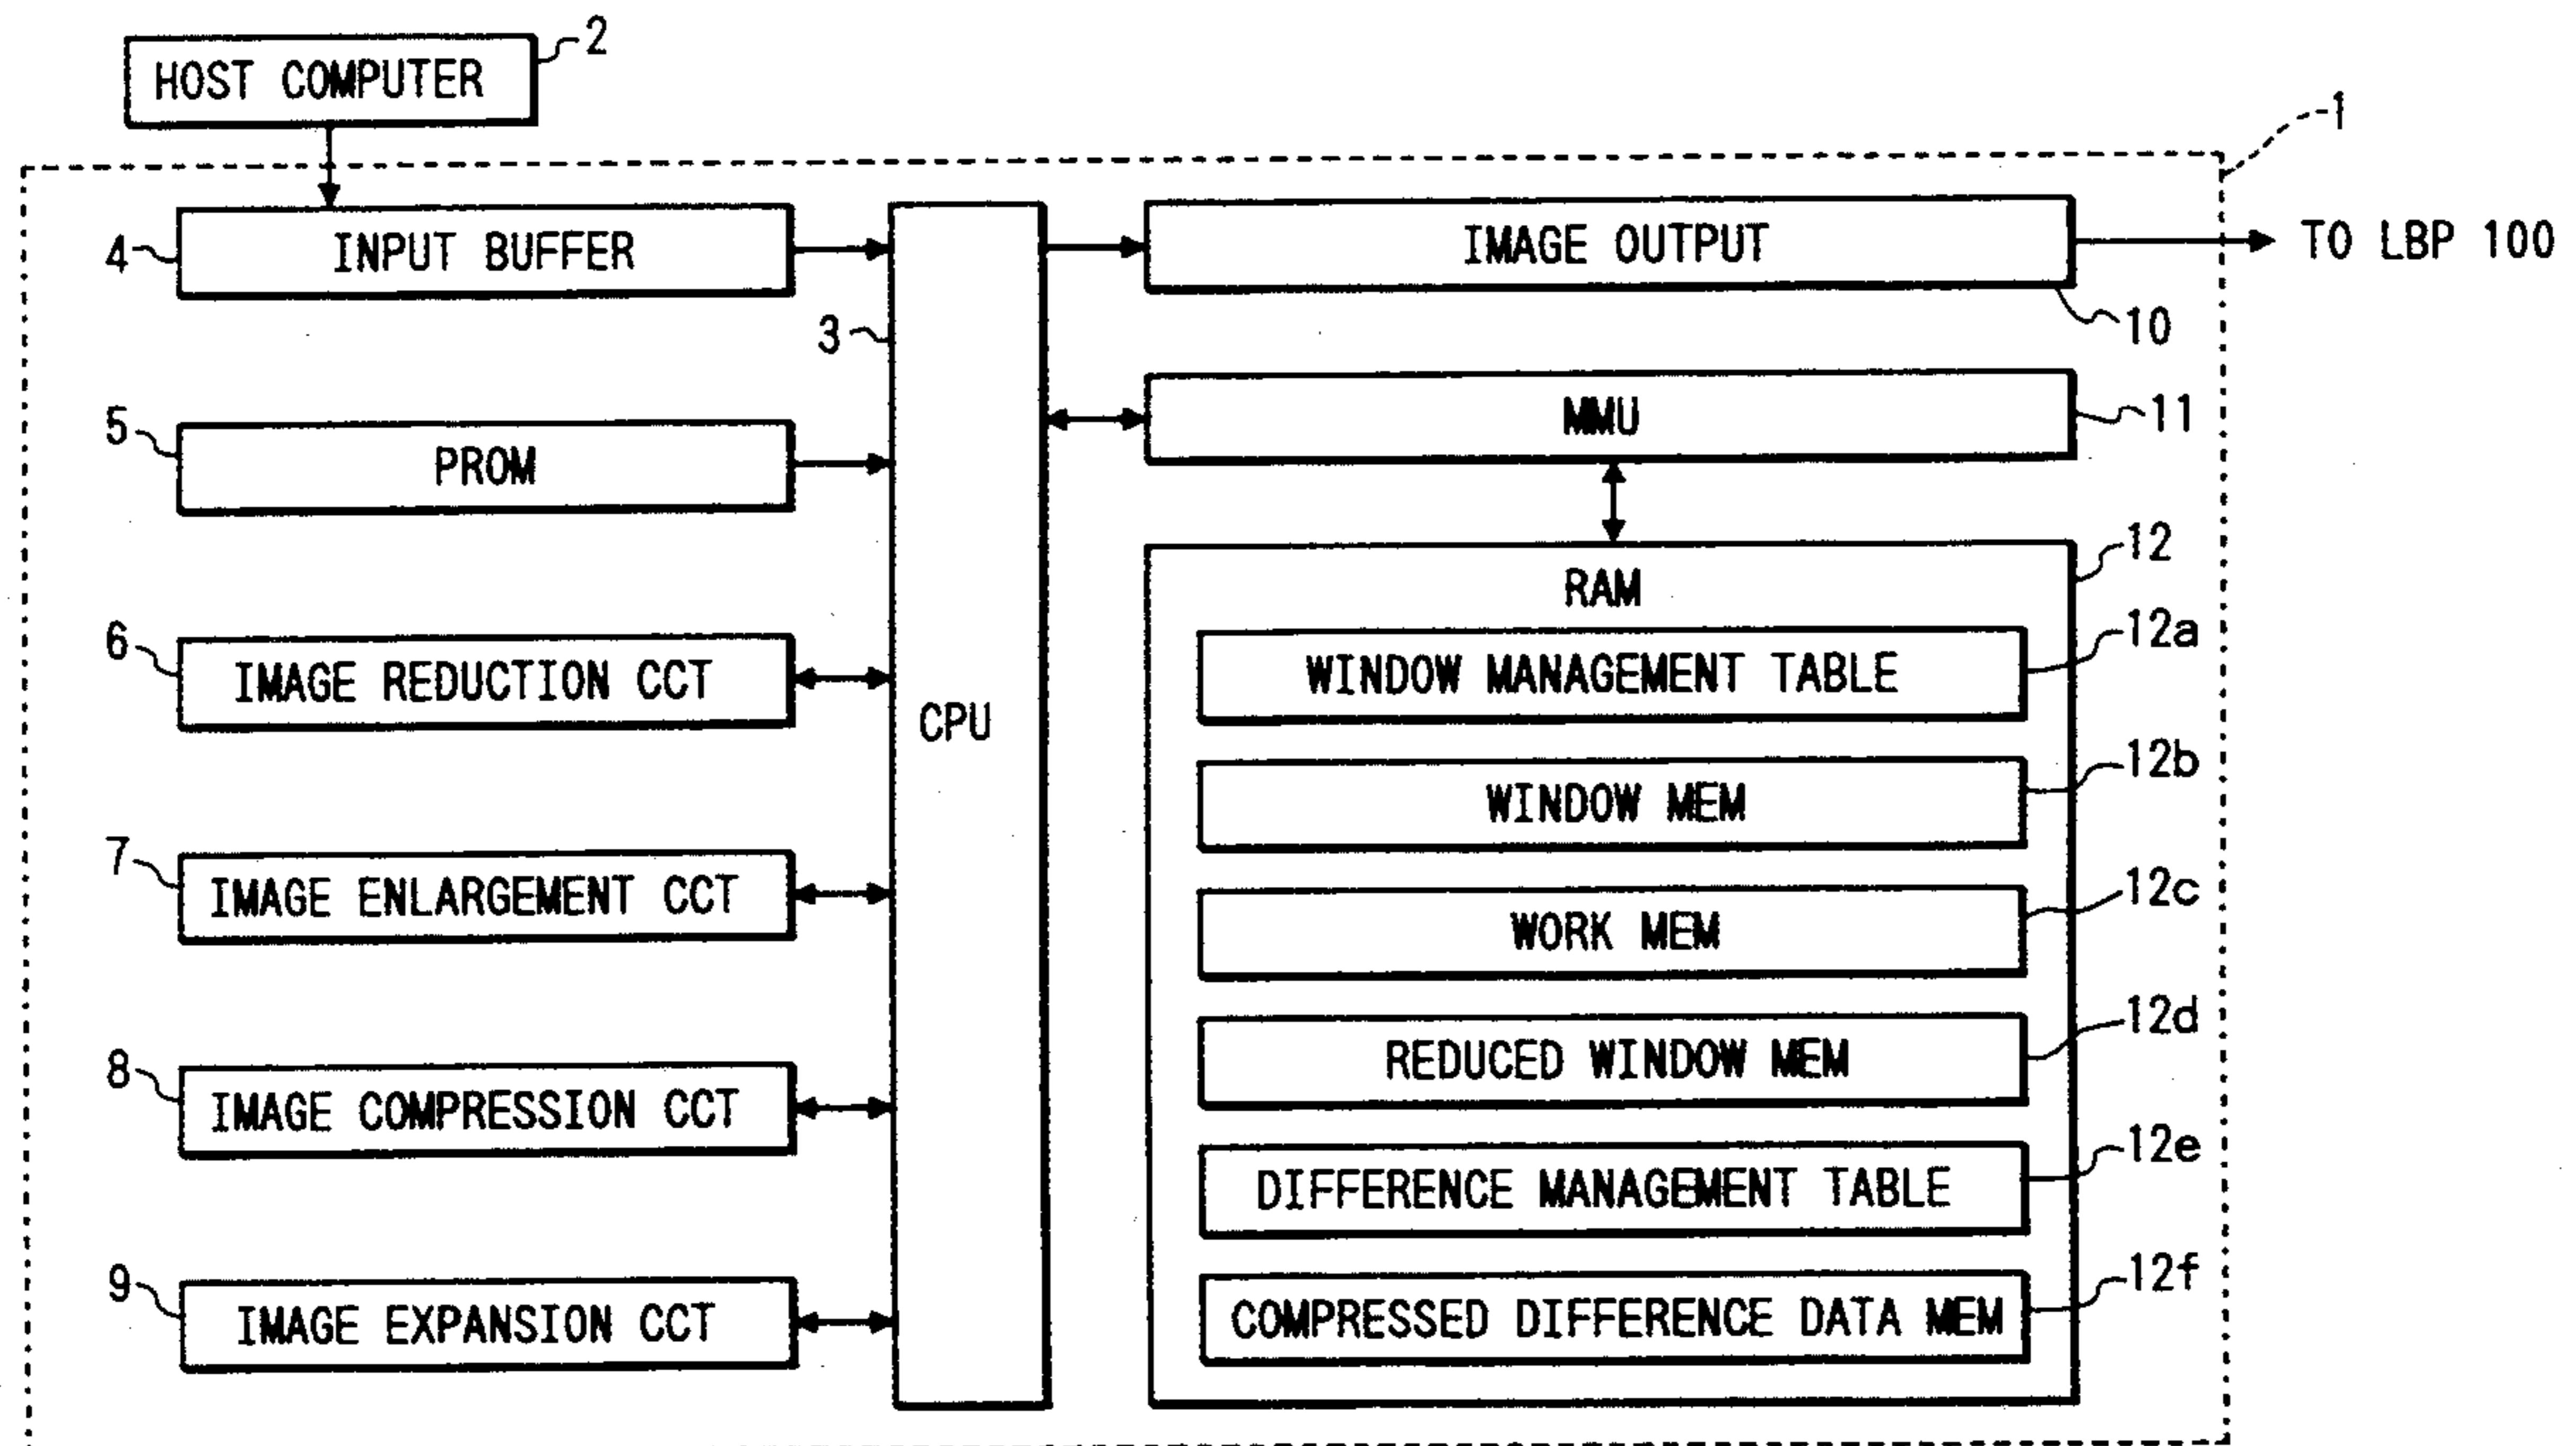 HOST COMPUTER
2
1
4
INPUT BUFFER
IMAGE OUTPUT
TO LBP 100
10
3
MMU
11
5
PROM
CPU
RAM
12
6
IMAGE REDUCTION CCT
WINDOW MANAGEMENT TABLE
12a
WINDOW MEM
12b
7
IMAGE ENLARGEMENT CCT
WORK MEM
12c
8
IMAGE COMPRESSION CCT
REDUCED WINDOW MEM
12d
DIFFERENCE MANAGEMENT TABLE
12e
9
IMAGE EXPANSION CCT
COMPRESSED DIFFERENCE DATA MEM
12f